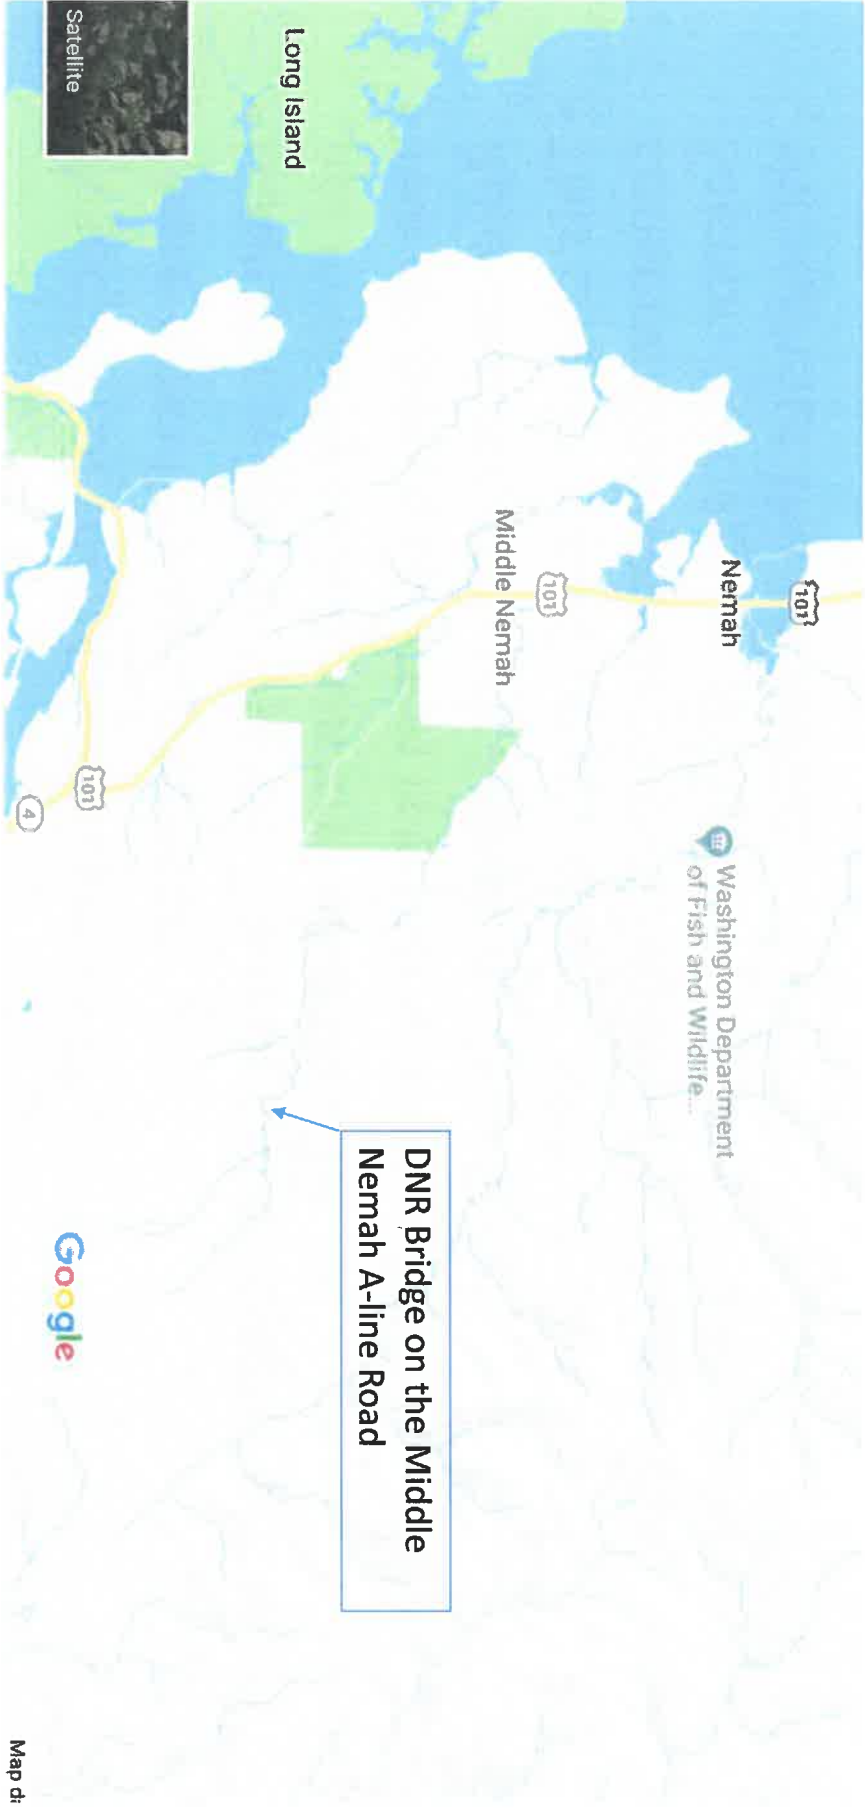 101
Nemah
Washington Department
of Fish and Wildlife...
101
Middle Nemah
DNR Bridge on the Middle
Nemah A-line Road
Long Island
101
4
Satellite
Google
Map d